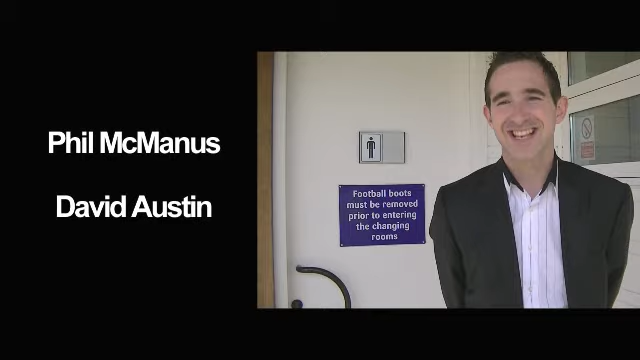 Phil McManus
David Austin
Football boots
must be removed
prior to entering
the changing
rooms